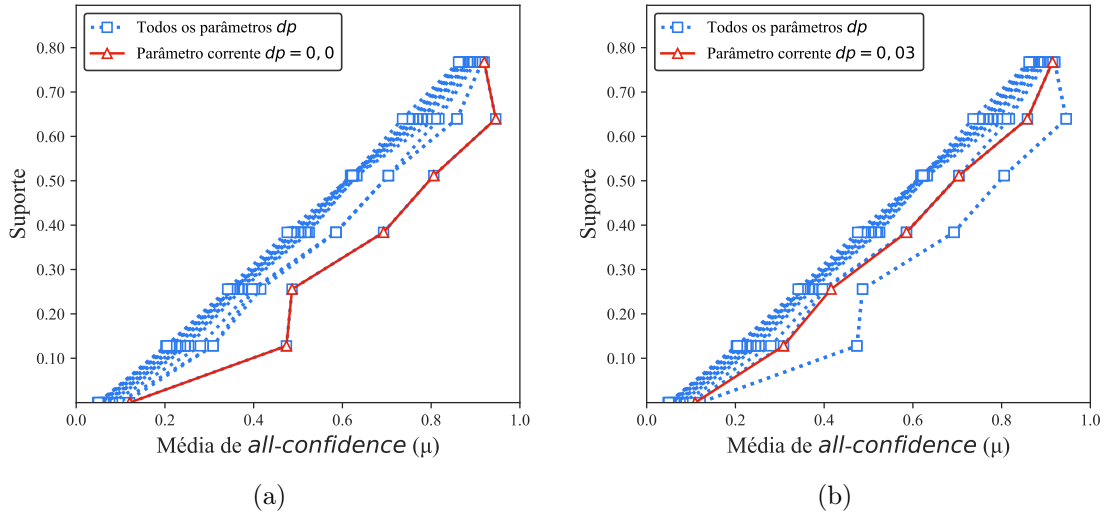 Todos os parâmetros dp
Parâmetro corrente dp = 0, 0
0.80
0.70
0.60
0.50
0.40
0.30
0.20
0.10
Suporte
0.0
0.2
0.4
0.6
0.8
1.0
Média de all-confidence (μ)
(a)
Todos os parâmetros dp
Parâmetro corrente dp = 0, 03
0.80
0.70
0.60
0.50
0.40
0.30
0.20
0.10
Suporte
0.0
0.2
0.4
0.6
0.8
1.0
Média de all-confidence (μ)
(b)